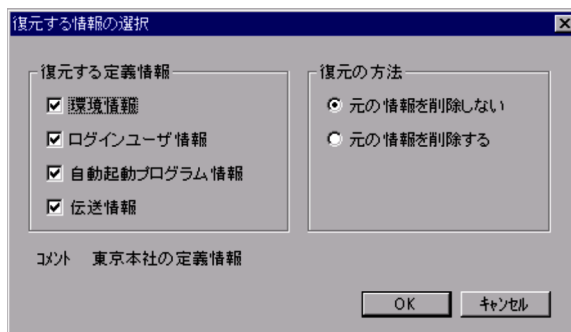 復元する情報の選択
復元する定義情報
環境情報
ログインユーザ情報
自動起動プログラム情報
伝送情報
復元の方法
元の情報を削除しない
元の情報を削除する
ｺﾒﾝﾄ 東京本社の定義情報
OK ｷｬﾝｾﾙ